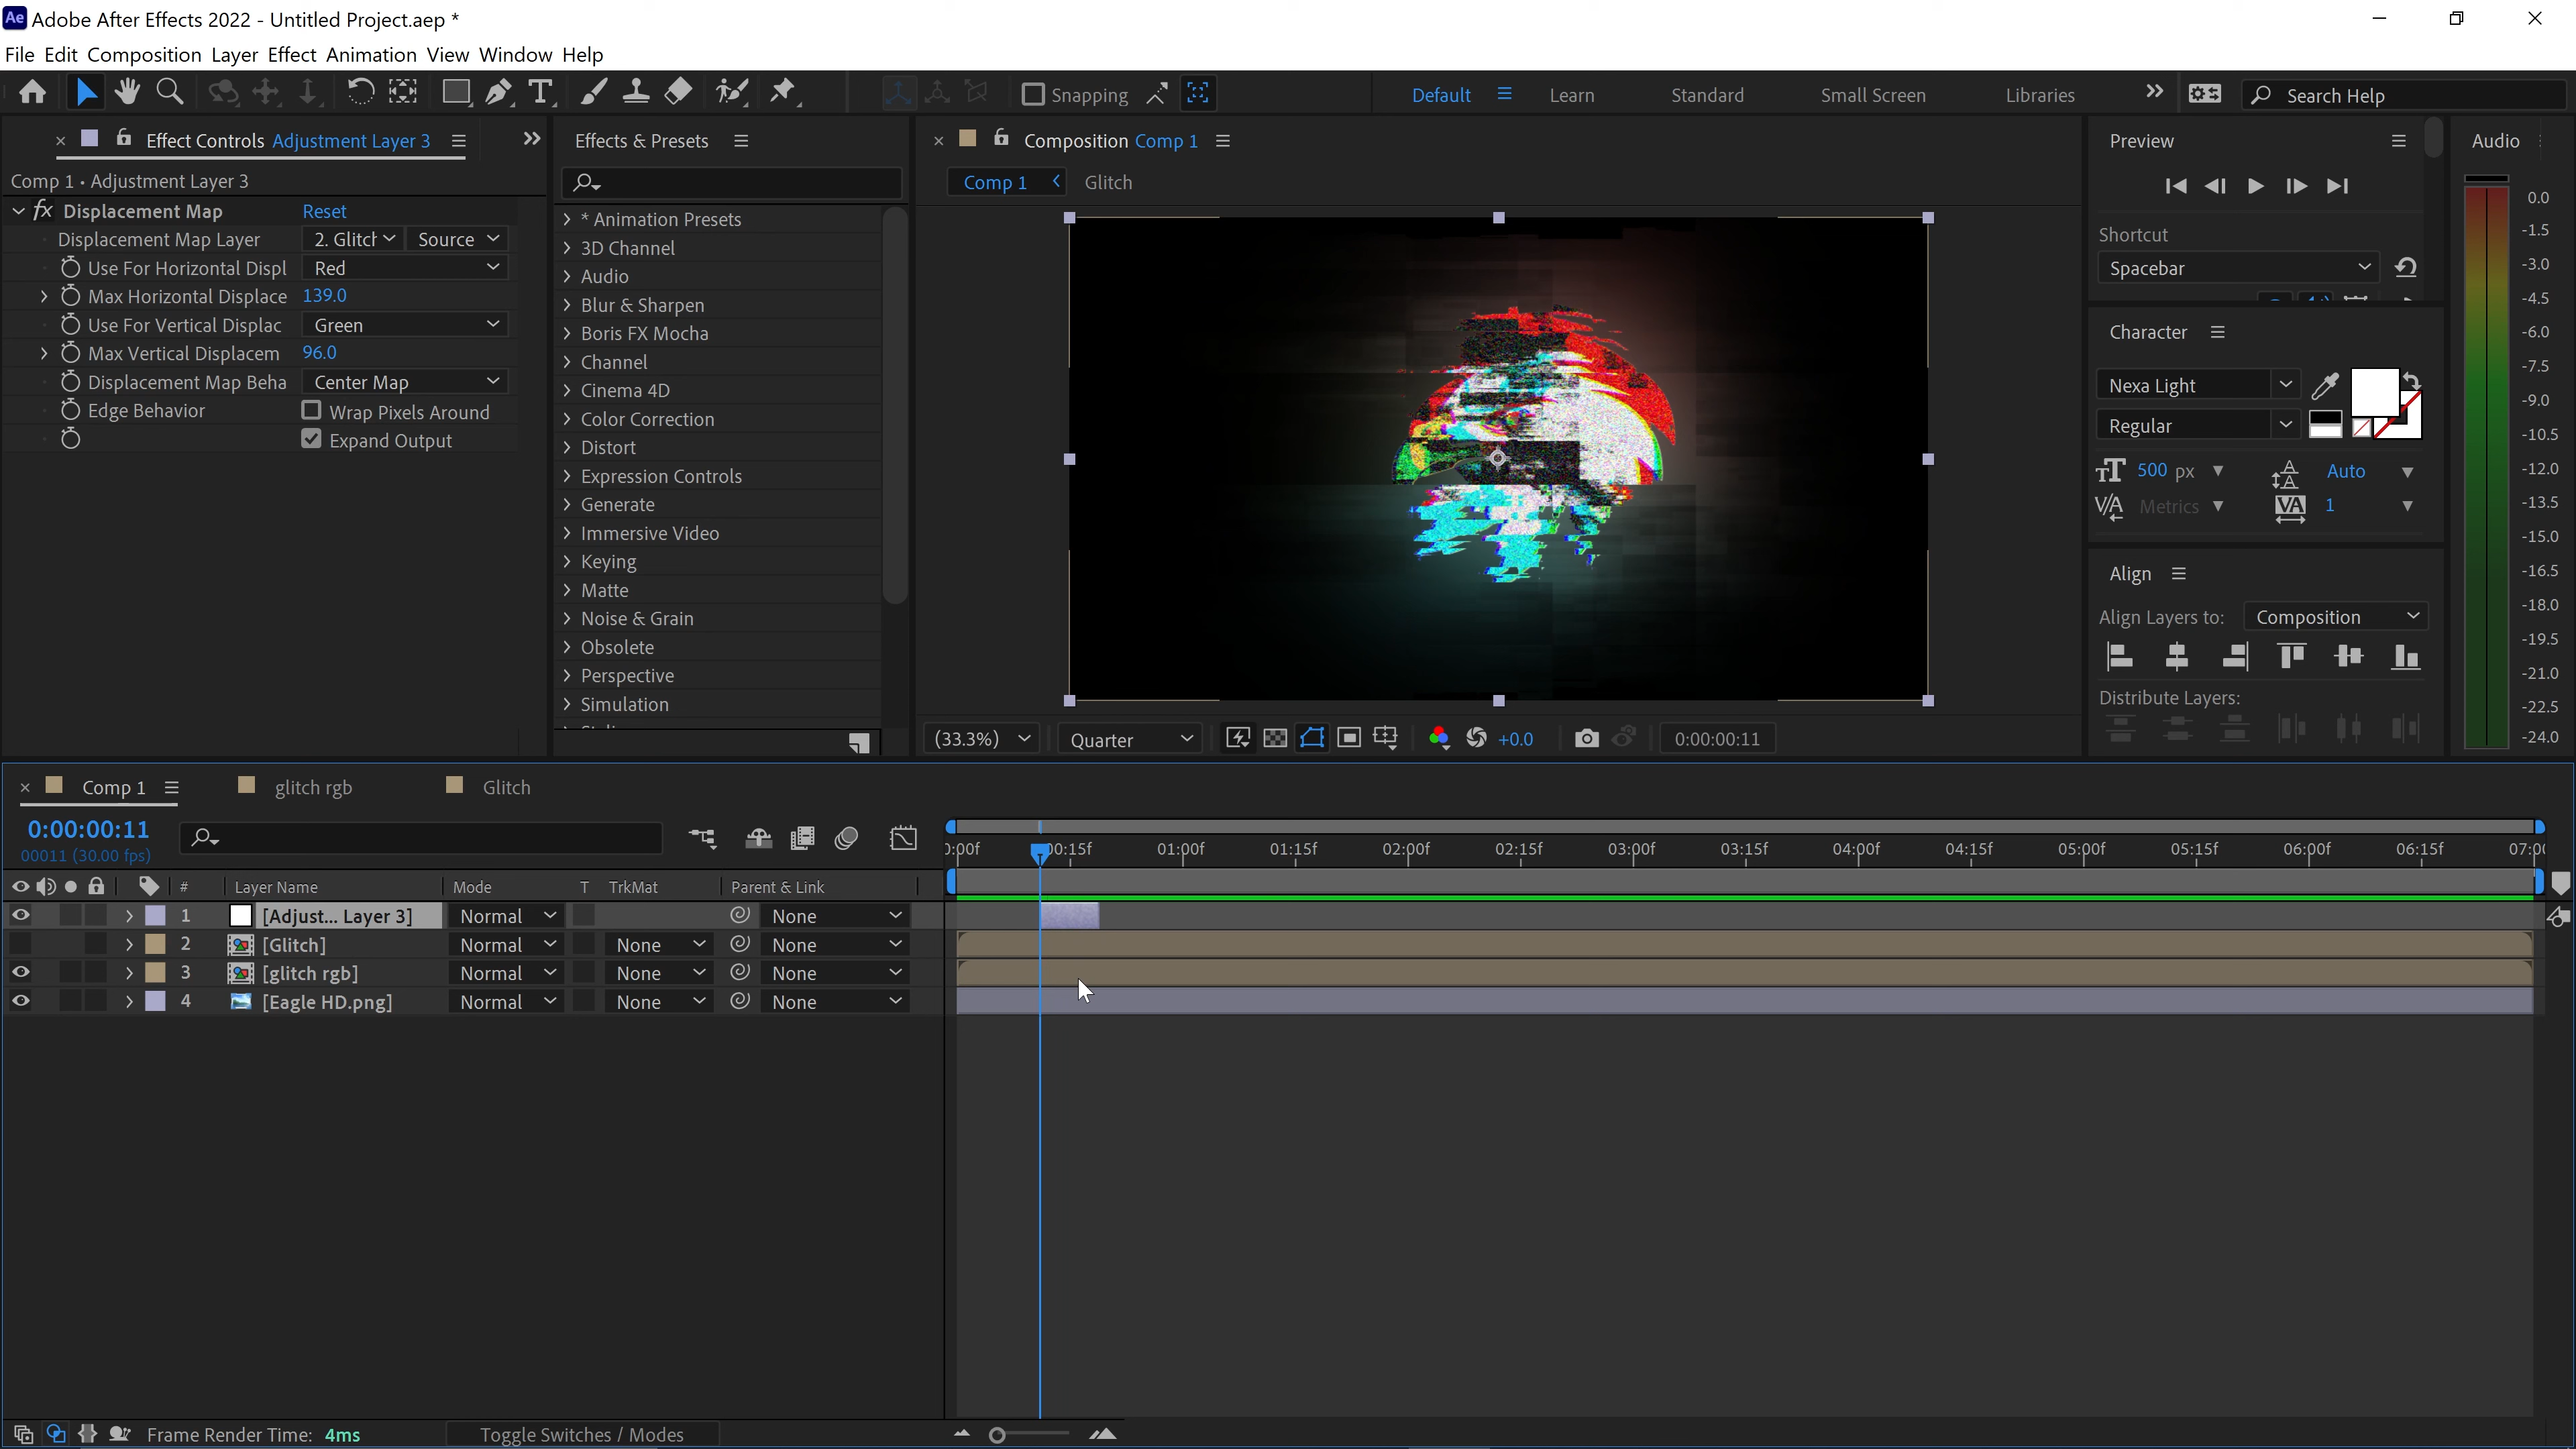 Ae Adobe After Effects 2022 - Untitled Project.aep *
File Edit Composition Layer Effect Animation View Window Help
Snapping
Default Learn Standard Small Screen Libraries Search Help
Effect Controls Adjustment Layer 3
Comp 1 • Adjustment Layer 3
fx Displacement Map Reset
Displacement Map Layer 2. Glitch Source
Use For Horizontal Displ Red
Max Horizontal Displace 139.0
Use For Vertical Displac Green
Max Vertical Displacem 96.0
Displacement Map Beha Center Map
Edge Behavior Wrap Pixels Around
Expand Output
Effects & Presets
* Animation Presets
3D Channel
Audio
Blur & Sharpen
Boris FX Mocha
Channel
Cinema 4D
Color Correction
Distort
Expression Controls
Generate
Immersive Video
Keying
Matte
Noise & Grain
Obsolete
Perspective
Simulation
Composition Comp 1
Comp 1 Glitch
(33.3%) Quarter +0.0 0:00:00:11
Preview
Shortcut
Spacebar
Character
Nexa Light
Regular
500 px Auto
Metrics 1
Align
Align Layers to: Composition
Distribute Layers:
Audio
0.0
-1.5
-3.0
-4.5
-6.0
-7.5
-9.0
-10.5
-12.0
-13.5
-15.0
-16.5
-18.0
-19.5
-21.0
-22.5
-24.0
Comp 1 glitch rgb Glitch
0:00:00:11
00011 (30.00 fps)
):00f 00:15f 01:00f 01:15f 02:00f 02:15f 03:00f 03:15f 04:00f 04:15f 05:00f 05:15f 06:00f 06:15f 07:0(
# Layer Name Mode T TrkMat Parent & Link
1 [Adjust... Layer 3] Normal None
2 [Glitch] Normal None None
3 [glitch rgb] Normal None None
4 [Eagle HD.png] Normal None None
Frame Render Time: 4ms Toggle Switches / Modes